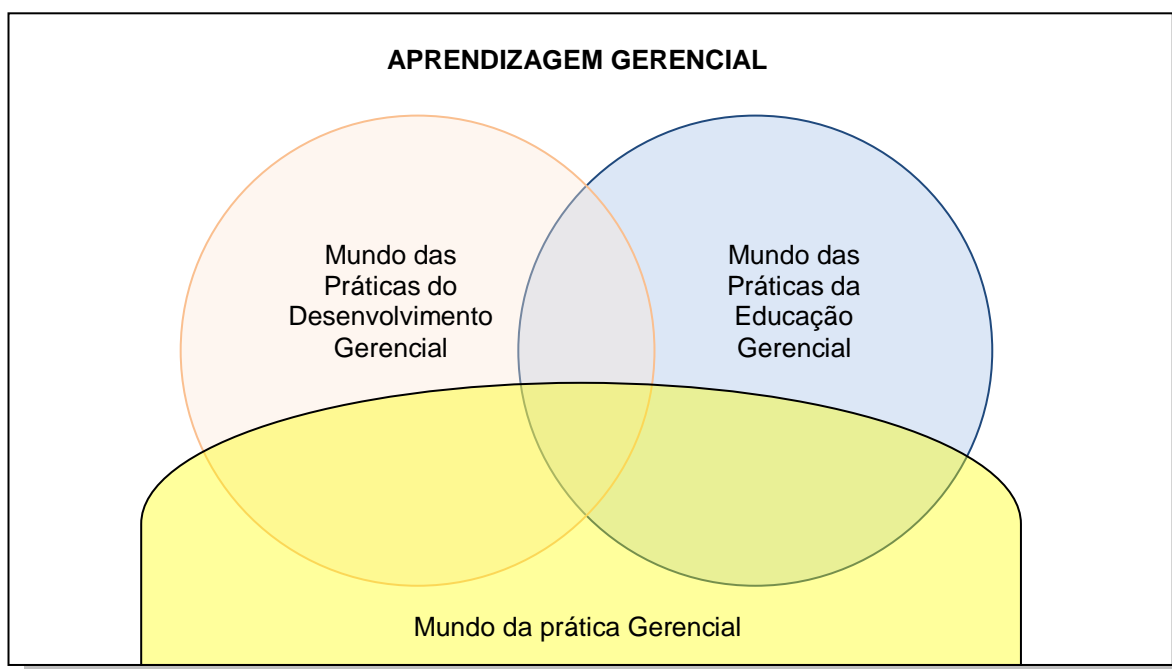 APRENDIZAGEM GERENCIAL
Mundo das
Práticas do
Desenvolvimento
Gerencial
Mundo das
Práticas da
Educação
Gerencial
Mundo da prática Gerencial